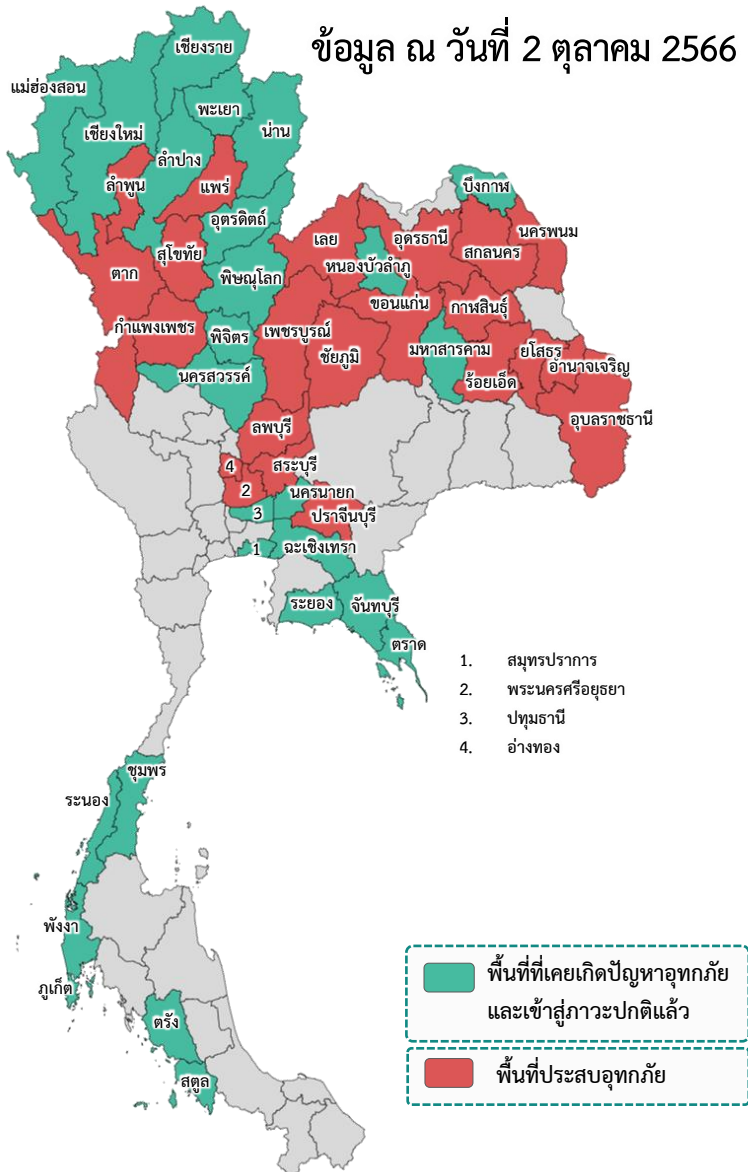 ข้อมูล ณ วันที่ 2 ตุลาคม 2566
เชียงราย
แม่ฮ่องสอน
พะเยา
เชียงใหม่
น่าน
ลำปาง
ลำพูน
แพร่
บึงกาฬ
อุตรดิตถ์
นครพนม
เลย
อุดรธานี
สกลนคร
สุโขทัย
หนองบัวลำภู
ตาก
พิษณุโลก
ขอนแก่น
กาฬสินธุ์
กำแพงเพชร
พิจิตร
เพชรบูรณ์
ชัยภูมิ
มหาสารคาม
ยโสธร
อำนาจเจริญ
นครสวรรค์
ร้อยเอ็ด
อุบลราชธานี
ลพบุรี
4
สระบุรี
2
นครนายก
3
ปราจีนบุรี
1
ฉะเชิงเทรา
ระยอง
จันทบุรี
ตราด
1. สมุทรปราการ
2. พระนครศรีอยุธยา
3. ปทุมธานี
4. อ่างทอง
ชุมพร
ระนอง
พังงา
ภูเก็ต
ตรัง
สตูล
พื้นที่ที่เคยเกิดปัญหาอุทกภัย
และเข้าสู่ภาวะปกติแล้ว
พื้นที่ประสบอุทกภัย